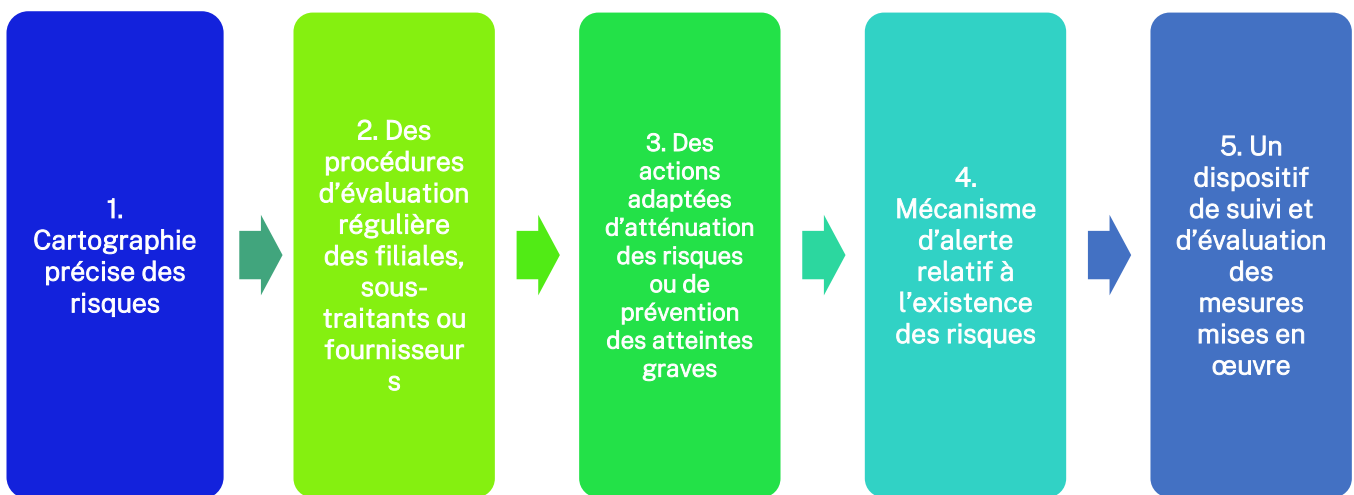 1.
Cartographie
précise des
risques
2. Des
procédures
d’évaluation
régulière
des filiales,
sous-
traitants ou
fournisseur
s
3. Des
actions
adaptées
d’atténuation
des risques
ou de
prévention
des atteintes
graves
4.
Mécanisme
d’alerte
relatif à
l’existence
des risques
5. Un
dispositif
de suivi et
d’évaluation
des
mesures
mises en
œuvre